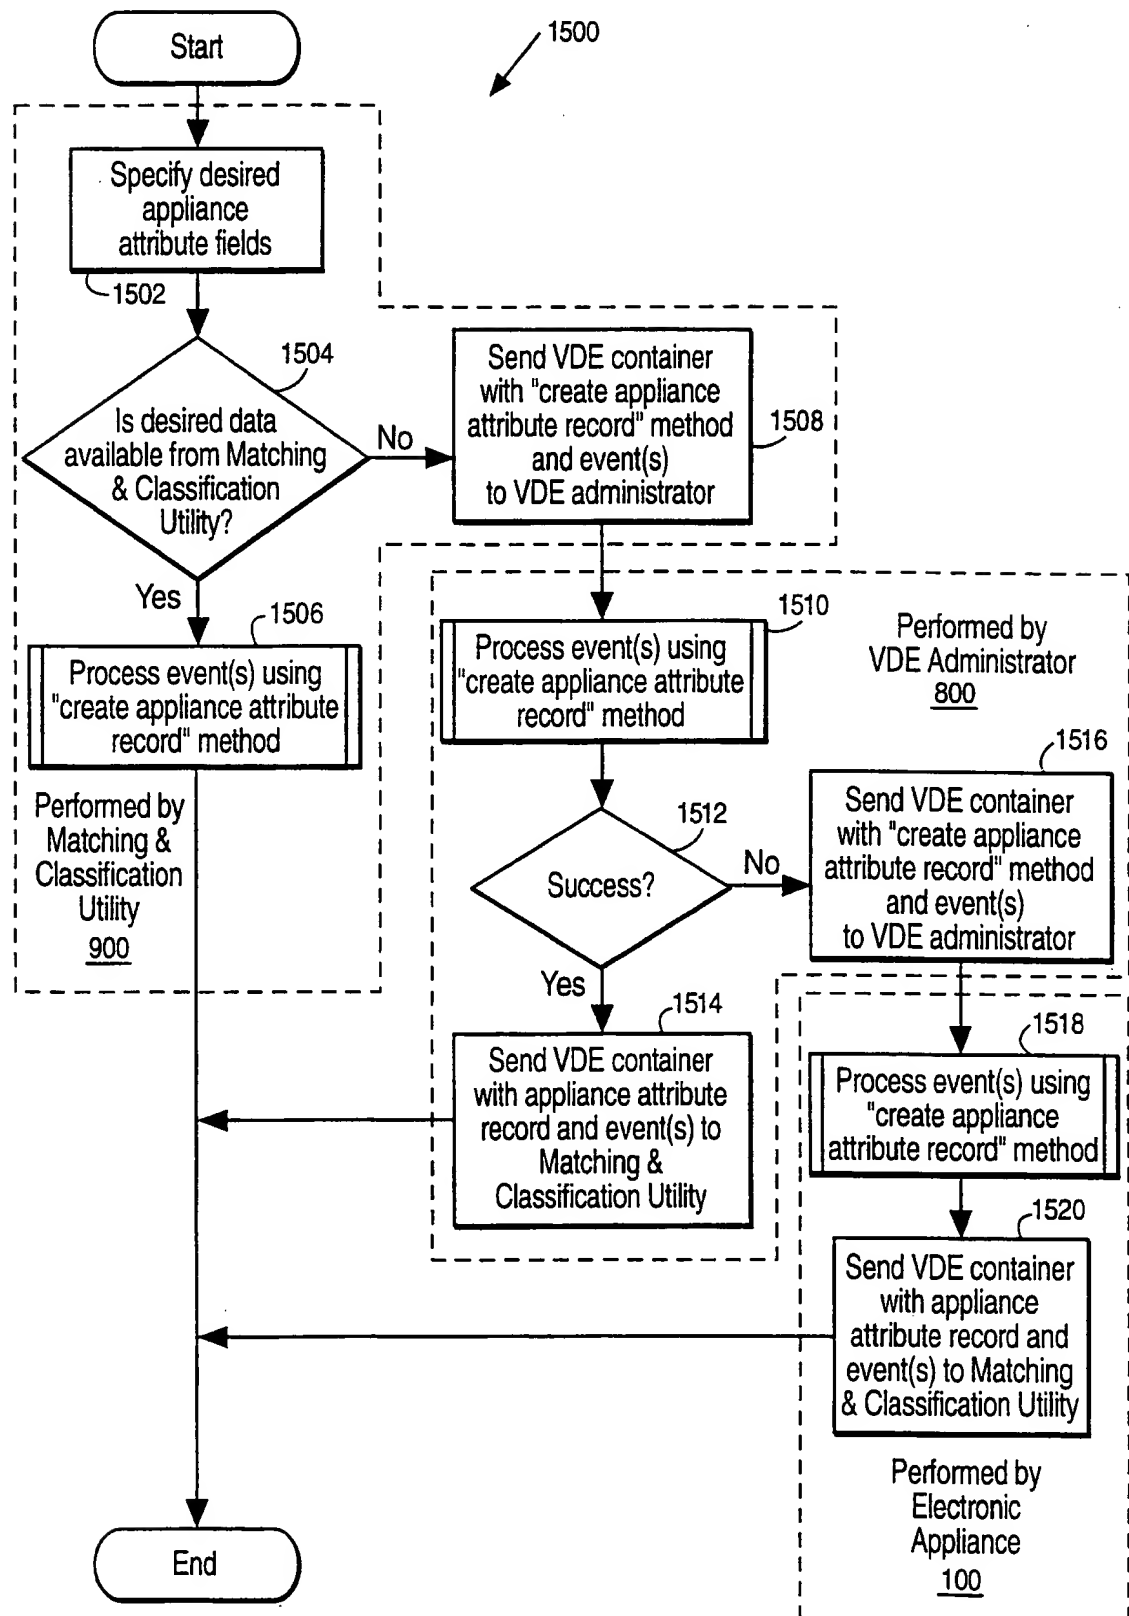 Start
1500
Specify desired
appliance
attribute fields
1502
1504
Is desired data
available from Matching
& Classification
Utility?
No
Yes
Send VDE container
with "create appliance
attribute record" method
and event(s)
to VDE administrator
1508
1506
Process event(s) using
"create appliance attribute
record" method
Performed by
Matching &
Classification
Utility
900
1510
Process event(s) using
"create appliance attribute
record" method
Performed by
VDE Administrator
800
1512
Success?
No
Yes
1516
Send VDE container
with "create appliance
attribute record" method
and event(s)
to VDE administrator
1514
Send VDE container
with appliance attribute
record and event(s) to
Matching &
Classification Utility
1518
Process event(s) using
"create appliance
attribute record" method
1520
Send VDE container
with appliance
attribute record and
event(s) to Matching
& Classification Utility
Performed by
Electronic
Appliance
100
End